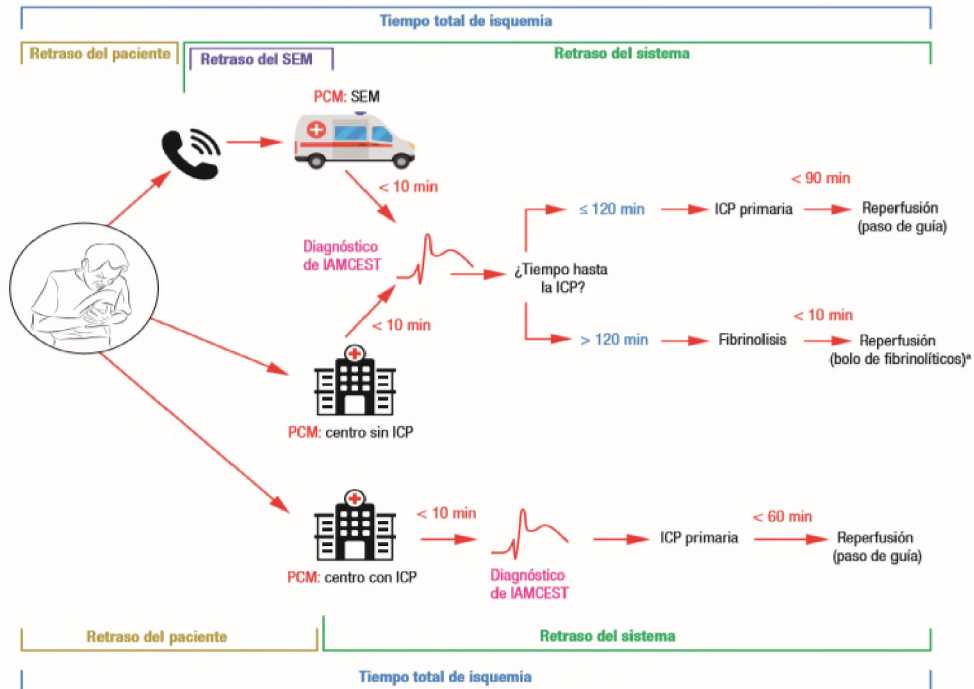 Tiempo total de isquemia
Retraso del paciente
Retraso del SEM
Retraso del sistema
PCM: SEM
< 10 min
Diagnóstico
de IAMCEST
< 10 min
¿Tiempo hasta
la ICP?
≤ 120 min
ICP primaria
< 90 min
Reperfusión
(paso de guía)
> 120 min
Fibrinolisis
< 10 min
Reperfusión
(bolo de fibrinolíticos)ª
PCM: centro sin ICP
PCM: centro con ICP
< 10 min
Diagnóstico
de IAMCEST
ICP primaria
< 60 min
Reperfusión
(paso de guía)
Retraso del paciente
Retraso del sistema
Tiempo total de isquemia